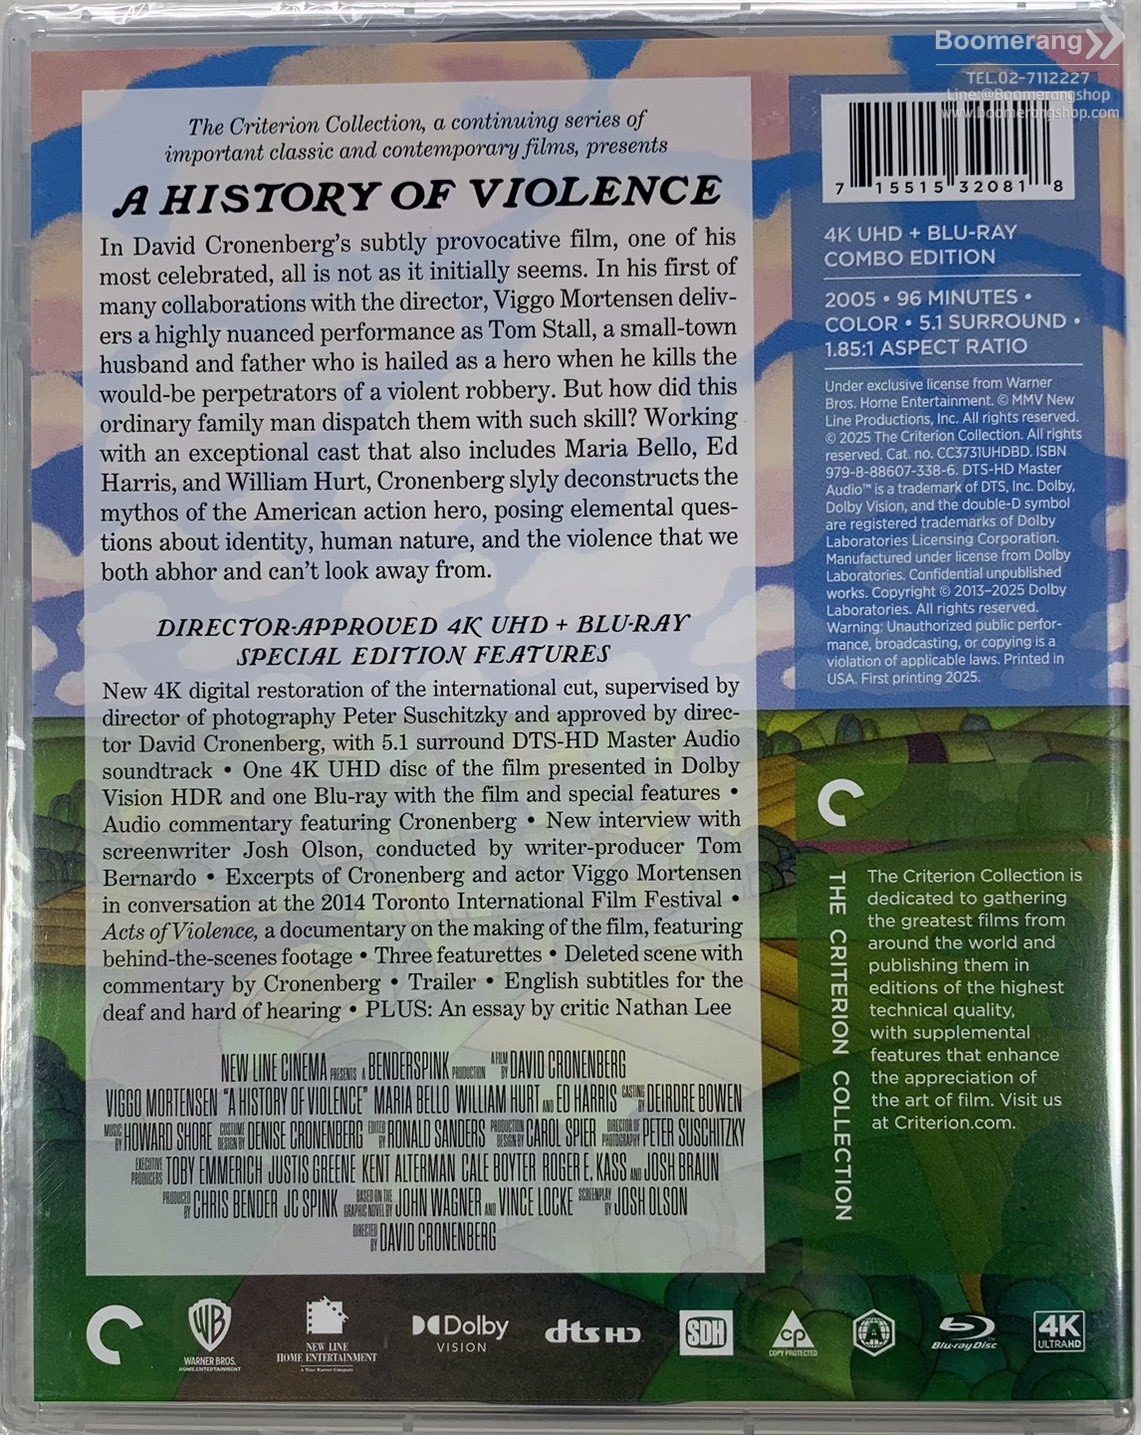 Boomerang
TEL.02-7112227
Line:@Boomerangshop
www.boomerangshop.com
The Criterion Collection, a continuing series of
important classic and contemporary films, presents
A HISTORY OF VIOLENCE
In David Cronenberg's subtly provocative film, one of his
most celebrated, all is not as it initially seems. In his first of
many collaborations with the director, Viggo Mortensen deliv-
ers a highly nuanced performance as Tom Stall, a small-town
husband and father who is hailed as a hero when he kills the
would-be perpetrators of a violent robbery. But how did this
ordinary family man dispatch them with such skill? Working
with an exceptional cast that also includes Maria Bello, Ed
Harris, and William Hurt, Cronenberg slyly deconstructs the
mythos of the American action hero, posing elemental ques-
tions about identity, human nature, and the violence that we
both abhor and can't look away from.
DIRECTOR-APPROVED 4K UHD + BLU-RAY
SPECIAL EDITION FEATURES
New 4K digital restoration of the international cut, supervised by
director of photography Peter Suschitzky and approved by direc-
tor David Cronenberg, with 5.1 surround DTS-HD Master Audio
soundtrack • One 4K UHD disc of the film presented in Dolby
Vision HDR and one Blu-ray with the film and special features •
Audio commentary featuring Cronenberg • New interview with
screenwriter Josh Olson, conducted by writer-producer Tom
Bernardo • Excerpts of Cronenberg and actor Viggo Mortensen
in conversation at the 2014 Toronto International Film Festival •
Acts of Violence, a documentary on the making of the film, featuring
behind-the-scenes footage • Three featurettes • Deleted scene with
commentary by Cronenberg • Trailer • English subtitles for the
deaf and hard of hearing • PLUS: An essay by critic Nathan Lee
NEW LINE CINEMA PRESENTS A BENDERSPINK PRODUCTION A FILM BY DAVID CRONENBERG
VIGGO MORTENSEN "A HISTORY OF VIOLENCE" MARIA BELLO WILLIAM HURT AND ED HARRIS CASTING BY DEIRDRE BOWEN
MUSIC BY HOWARD SHORE COSTUME DESIGN BY DENISE CRONENBERG EDITED BY RONALD SANDERS PRODUCTION DESIGN BY CAROL SPIER DIRECTOR OF PHOTOGRAPHY PETER SUSCHITZKY
EXECUTIVE PRODUCERS TOBY EMMERICH JUSTIS GREENE KENT ALTERMAN CALE BOYTER ROGER E. KASS AND JOSH BRAUN
PRODUCED BY CHRIS BENDER JC SPINK BASED ON THE GRAPHIC NOVEL BY JOHN WAGNER AND VINCE LOCKE SCREENPLAY BY JOSH OLSON
DIRECTED BY DAVID CRONENBERG
7 15515 32081 8
4K UHD + BLU-RAY
COMBO EDITION
2005 • 96 MINUTES •
COLOR • 5.1 SURROUND •
1.85:1 ASPECT RATIO
Under exclusive license from Warner
Bros. Home Entertainment. © MMV New
Line Productions, Inc. All rights reserved.
© 2025 The Criterion Collection. All rights
reserved. Cat. no. CC3731UHDBD. ISBN
979-8-88607-338-6. DTS-HD Master
Audio™ is a trademark of DTS, Inc. Dolby,
Dolby Vision, and the double-D symbol
are registered trademarks of Dolby
Laboratories Licensing Corporation.
Manufactured under license from Dolby
Laboratories. Confidential unpublished
works. Copyright © 2013–2025 Dolby
Laboratories. All rights reserved.
Warning: Unauthorized public perfor-
mance, broadcasting, or copying is a
violation of applicable laws. Printed in
USA. First printing 2025.
THE CRITERION COLLECTION
The Criterion Collection is
dedicated to gathering
the greatest films from
around the world and
publishing them in
editions of the highest
technical quality,
with supplemental
features that enhance
the appreciation of
the art of film. Visit us
at Criterion.com.
WB
WARNER BROS.
HOME ENTERTAINMENT
NEW LINE
HOME ENTERTAINMENT
A Time Warner Company
Dolby
VISION
dts HD
SDH
cp
COPY PROTECTED
A
Blu-ray Disc
4K
ULTRA HD